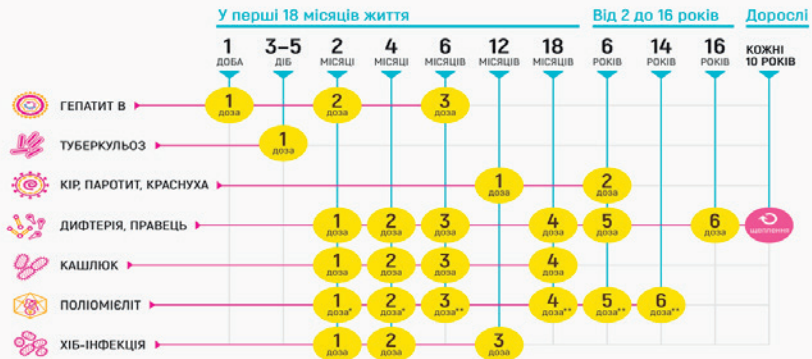 У перші 18 місяців життя
Від 2 до 16 років
Дорослі
1 ДОБА
3–5 ДІБ
2 МІСЯЦІ
4 МІСЯЦІ
6 МІСЯЦІВ
12 МІСЯЦІВ
18 МІСЯЦІВ
6 РОКІВ
14 РОКІВ
16 РОКІВ
КОЖНІ
10 РОКІВ
ГЕПАТИТ В 1 доза 2 доза 3 доза
ТУБЕРКУЛЬОЗ 1 доза
КІР, ПАРОТИТ, КРАСНУХА 1 доза 2 доза
ДИФТЕРІЯ, ПРАВЕЦЬ 1 доза 2 доза 3 доза 4 доза 5 доза 6 доза щеплення
КАШЛЮК 1 доза 2 доза 3 доза 4 доза
ПОЛІОМІЄЛІТ 1 доза* 2 доза* 3 доза** 4 доза** 5 доза** 6 доза**
ХІБ-ІНФЕКЦІЯ 1 доза 2 доза 3 доза